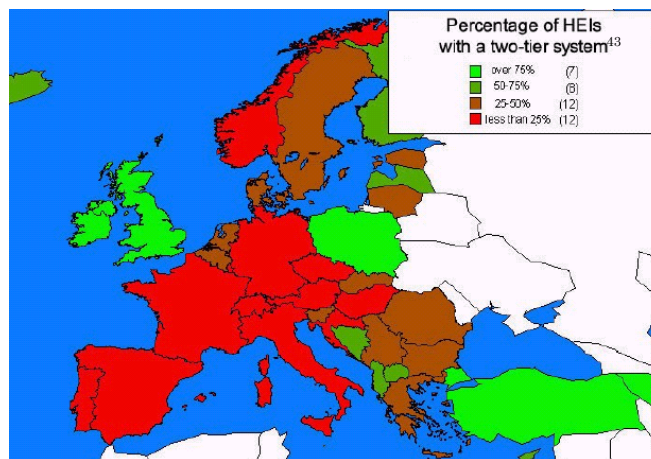 Percentage of HEIs
with a two-tier system43
over 75% (7)
50-75% (8)
25-50% (12)
less than 25% (12)